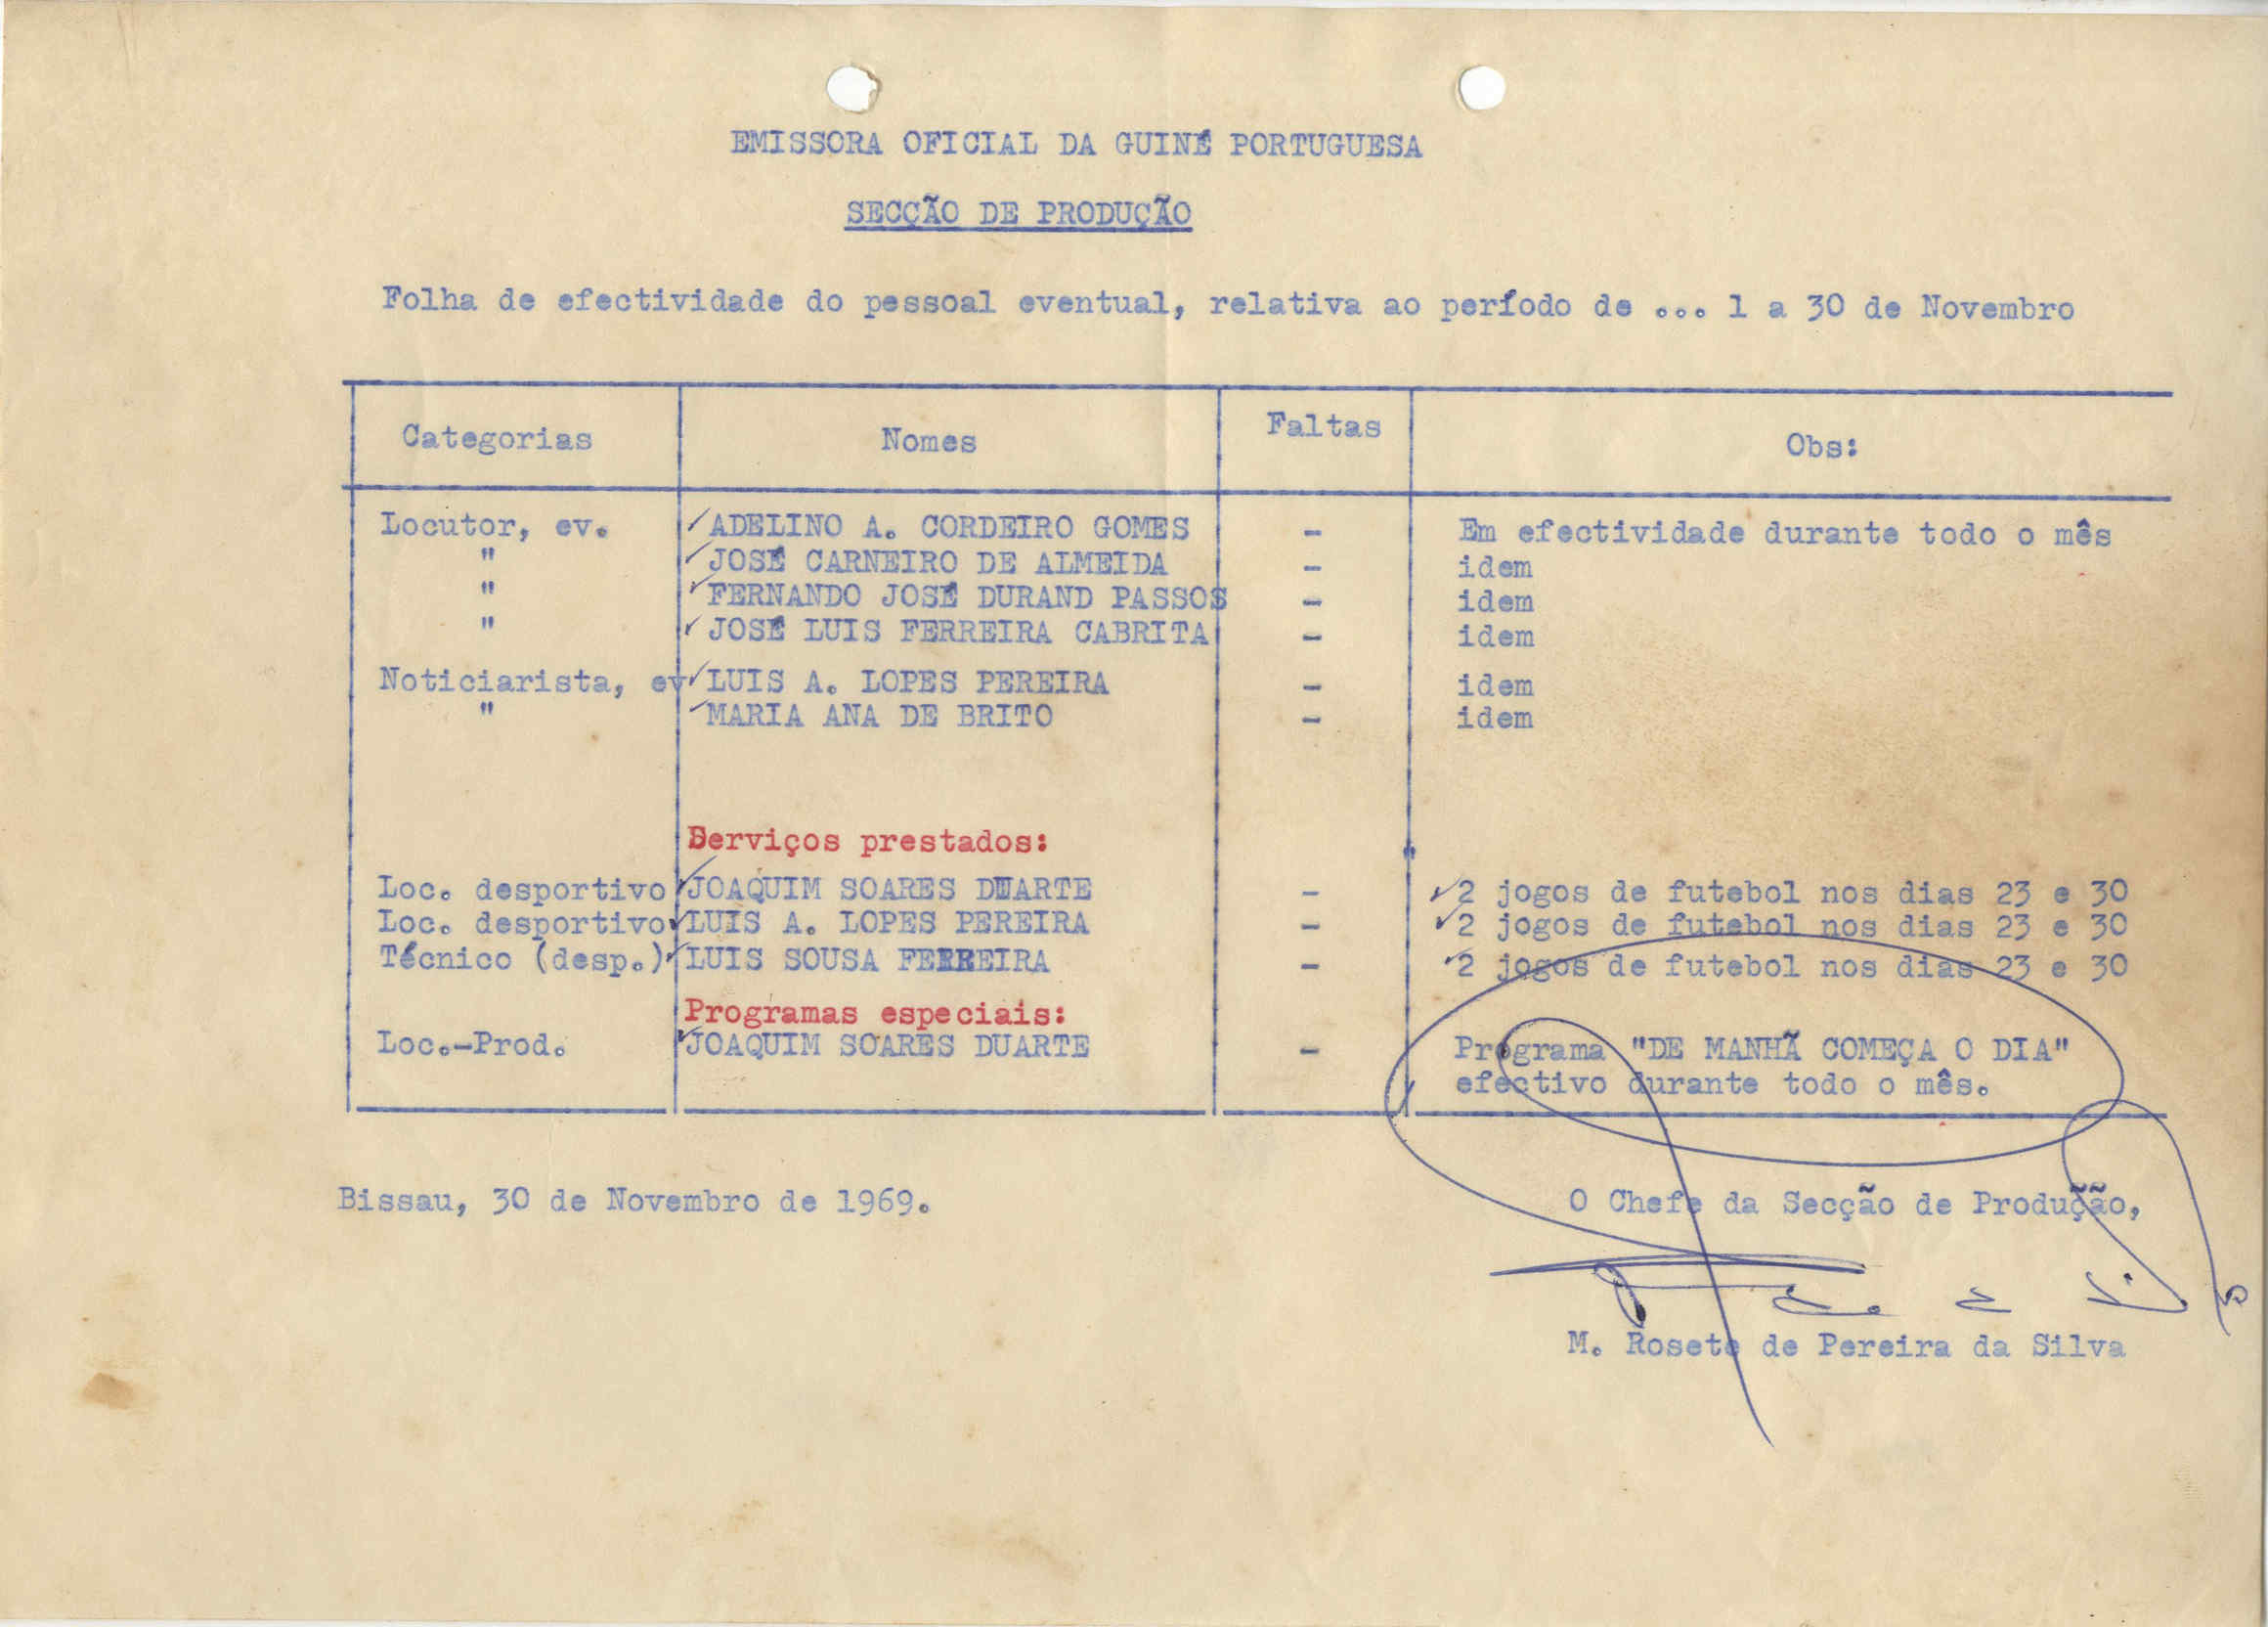 EMISSORA OFICIAL DA GUINÉ PORTUGUESA
SECÇÃO DE PRODUÇÃO
Folha de efectividade do pessoal eventual, relativa ao período de ... 1 a 30 de Novembro
Categorias Nomes Faltas Obs:
Locutor, ev. ADELINO A. CORDEIRO GOMES - Em efectividade durante todo o mês
" JOSÉ CARNEIRO DE ALMEIDA - idem
" FERNANDO JOSÉ DURAND PASSOS - idem
" JOSÉ LUIS FERREIRA CABRITA - idem
Noticiarista, ev LUIS A. LOPES PEREIRA - idem
" MARIA ANA DE BRITO - idem
Serviços prestados:
Loc. desportivo JOAQUIM SOARES DUARTE - 2 jogos de futebol nos dias 23 e 30
Loc. desportivo LUIS A. LOPES PEREIRA - 2 jogos de futebol nos dias 23 e 30
Técnico (desp.) LUIS SOUSA FERREIRA - 2 jogos de futebol nos dias 23 e 30
Programas especiais:
Loc.-Prod. JOAQUIM SOARES DUARTE - Programa "DE MANHÃ COMEÇA O DIA"
efectivo durante todo o mês.
Bissau, 30 de Novembro de 1969.
O Chefe da Secção de Produção,
M. Rosete de Pereira da Silva